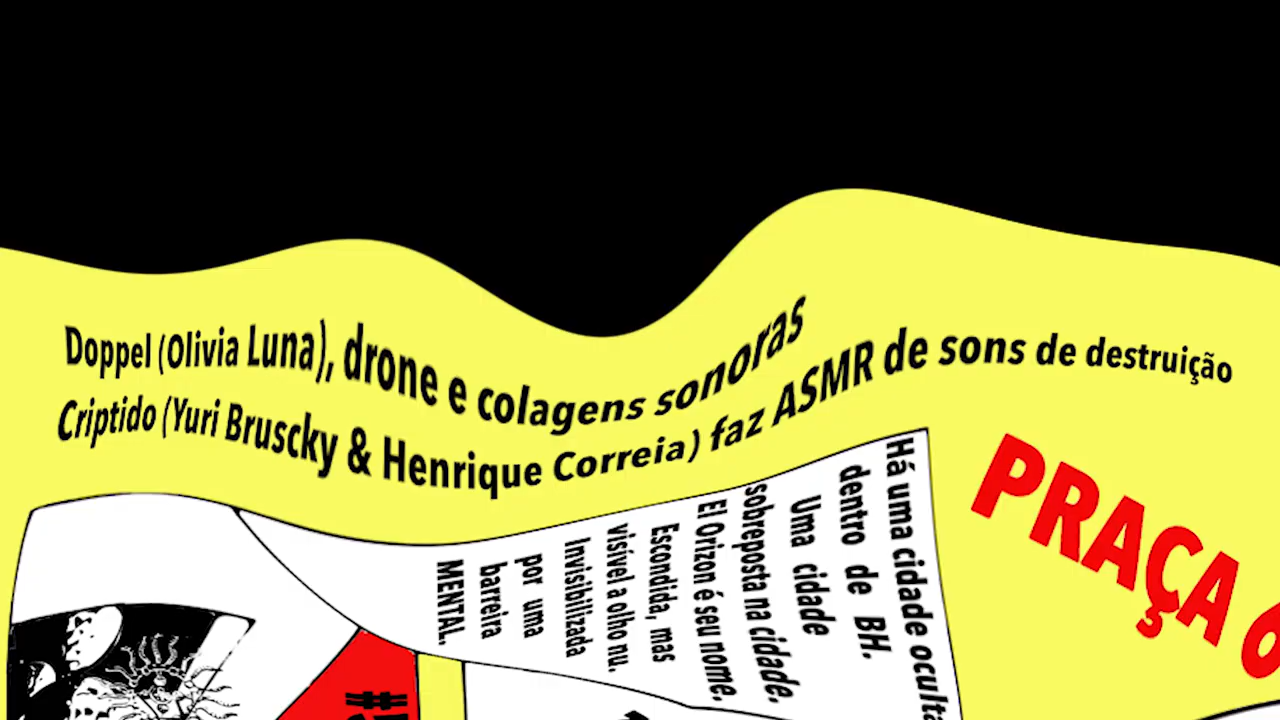 Doppel (Olivia Luna), drone e colagens sonoras
Criptido (Yuri Bruscky & Henrique Correia) faz ASMR de sons de destruição
Há uma cidade oculta
dentro de BH.
Uma cidade
sobreposta na cidade.
El Orizon é seu nome.
Escondida, mas
visível a olho nu.
Invisibilizada
por uma
barreira
MENTAL.
PRAÇA